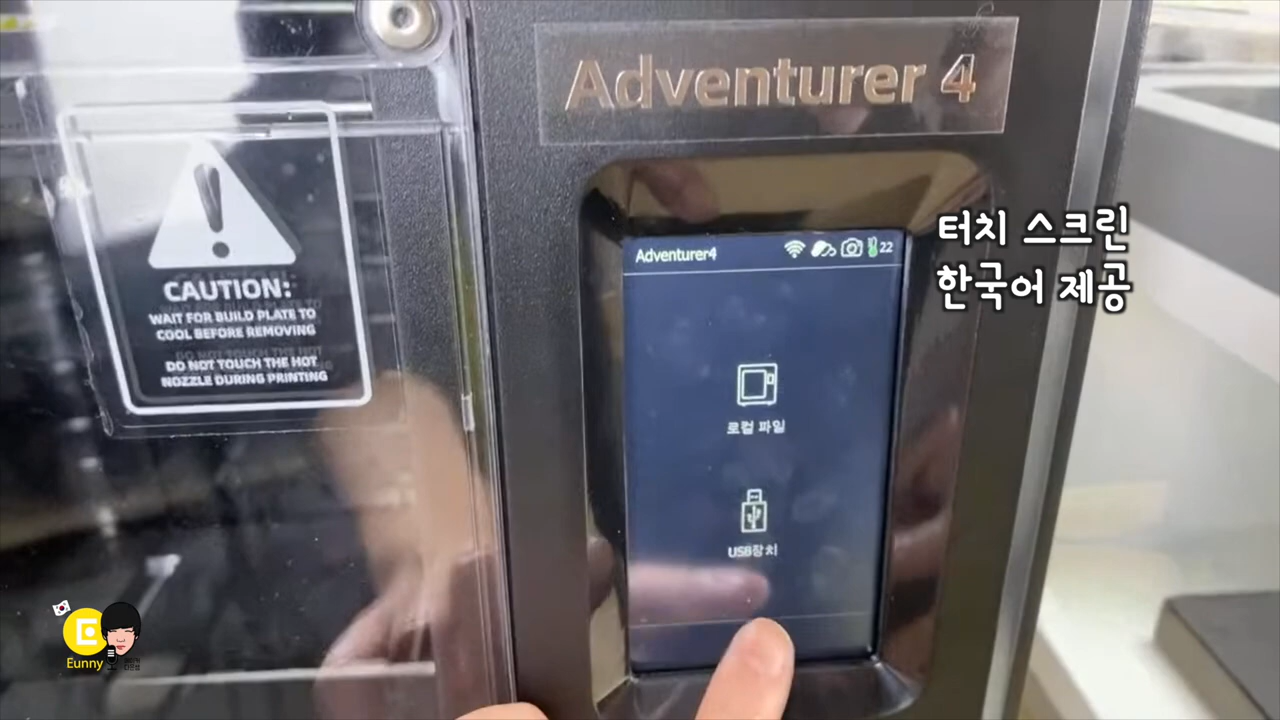 Adventurer 4
CAUTION:
WAIT FOR BUILD PLATE TO
COOL BEFORE REMOVING
DO NOT TOUCH THE HOT
NOZZLE DURING PRINTING
Adventurer4
22
로컬 파일
USB장치
터치 스크린
한국어 제공
E
Eunny